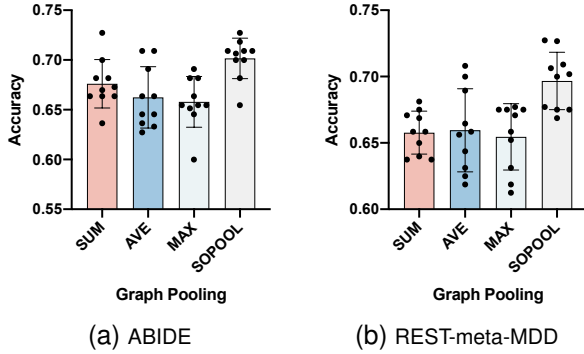 0.75
0.70
0.65
0.60
0.55
Accuracy
SUM
AVE
MAX
SOPOOL
Graph Pooling
(a) ABIDE
0.75
0.70
0.65
0.60
Accuracy
SUM
AVE
MAX
SOPOOL
Graph Pooling
(b) REST-meta-MDD